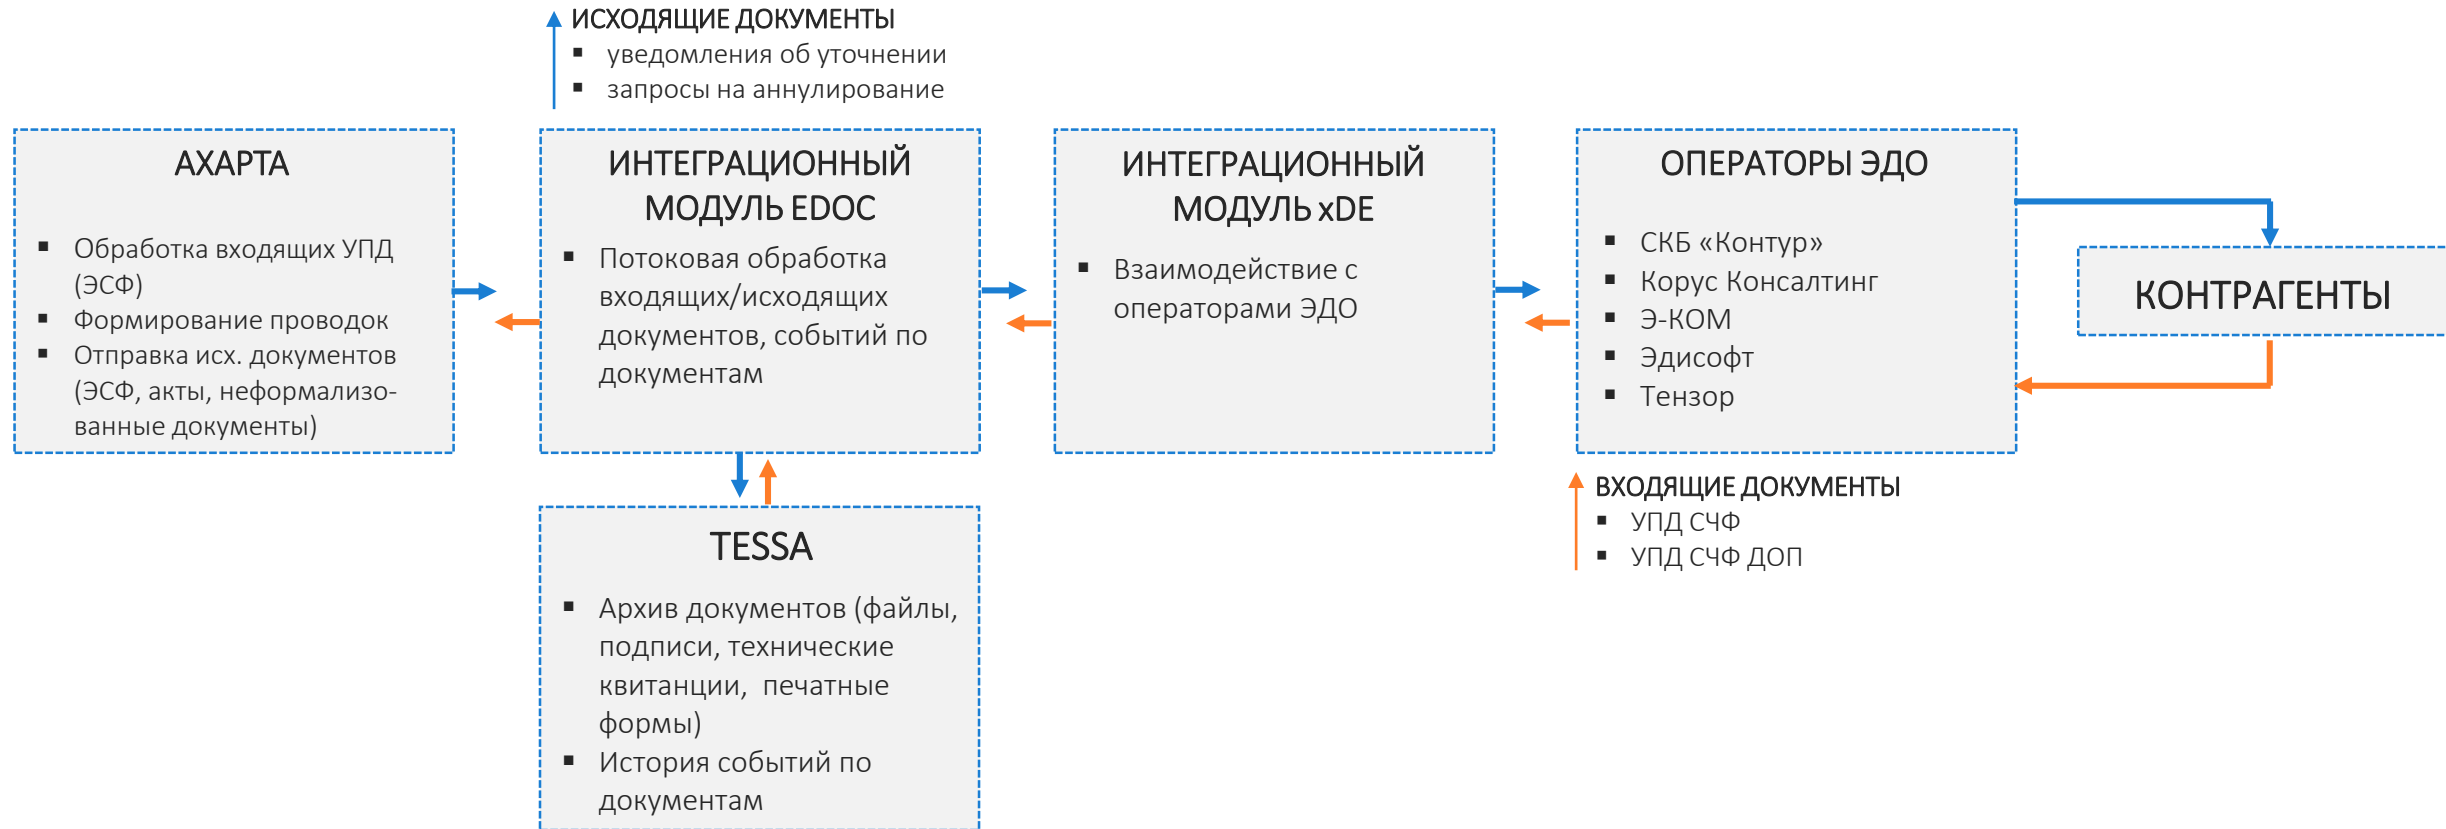 ИСХОДЯЩИЕ ДОКУМЕНТЫ
▪ уведомления об уточнении
▪ запросы на аннулирование
АХАРТА
▪ Обработка входящих УПД
(ЭСФ)
▪ Формирование проводок
▪ Отправка исх. документов
(ЭСФ, акты, неформализо-
ванные документы)
ИНТЕГРАЦИОННЫЙ
МОДУЛЬ EDOC
▪ Потоковая обработка
входящих/исходящих
документов, событий по
документам
ИНТЕГРАЦИОННЫЙ
МОДУЛЬ xDE
▪ Взаимодействие с
операторами ЭДО
ОПЕРАТОРЫ ЭДО
▪ СКБ «Контур»
▪ Корус Консалтинг
▪ Э-КОМ
▪ Эдисофт
▪ Тензор
КОНТРАГЕНТЫ
ВХОДЯЩИЕ ДОКУМЕНТЫ
▪ УПД СЧФ
▪ УПД СЧФ ДОП
TESSA
▪ Архив документов (файлы,
подписи, технические
квитанции, печатные
формы)
▪ История событий по
документам